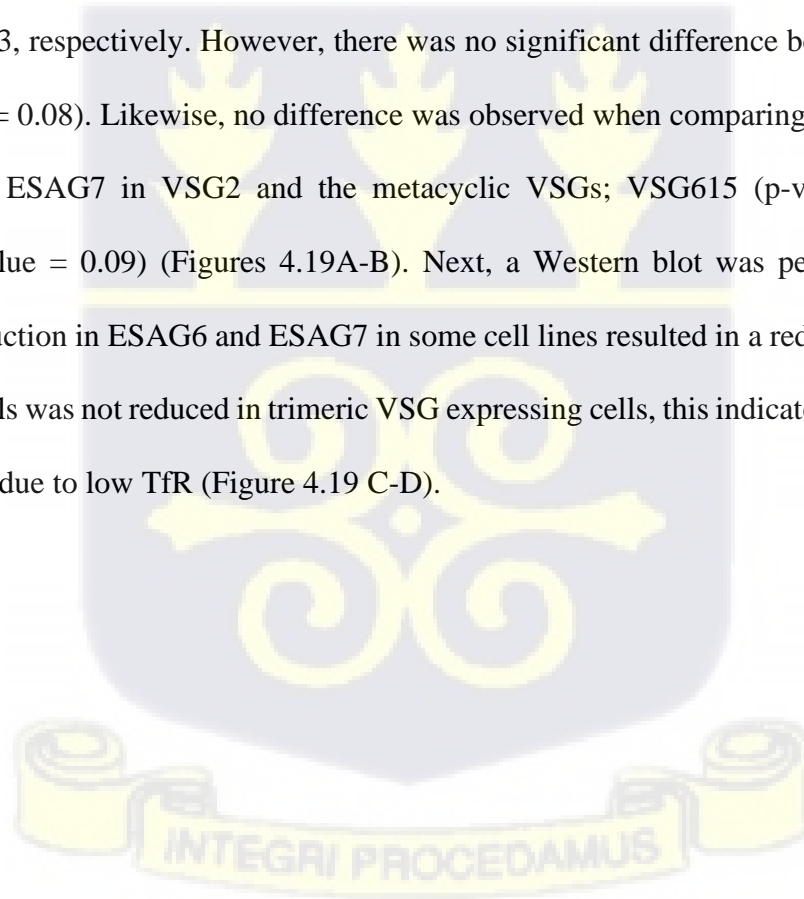 3, respectively. However, there was no significant difference be
= 0.08). Likewise, no difference was observed when comparing
ESAG7 in VSG2 and the metacyclic VSGs; VSG615 (p-v
lue = 0.09) (Figures 4.19A-B). Next, a Western blot was pe
uction in ESAG6 and ESAG7 in some cell lines resulted in a red
ls was not reduced in trimeric VSG expressing cells, this indicate
due to low TfR (Figure 4.19 C-D).
INTEGRI PROCEDAMUS